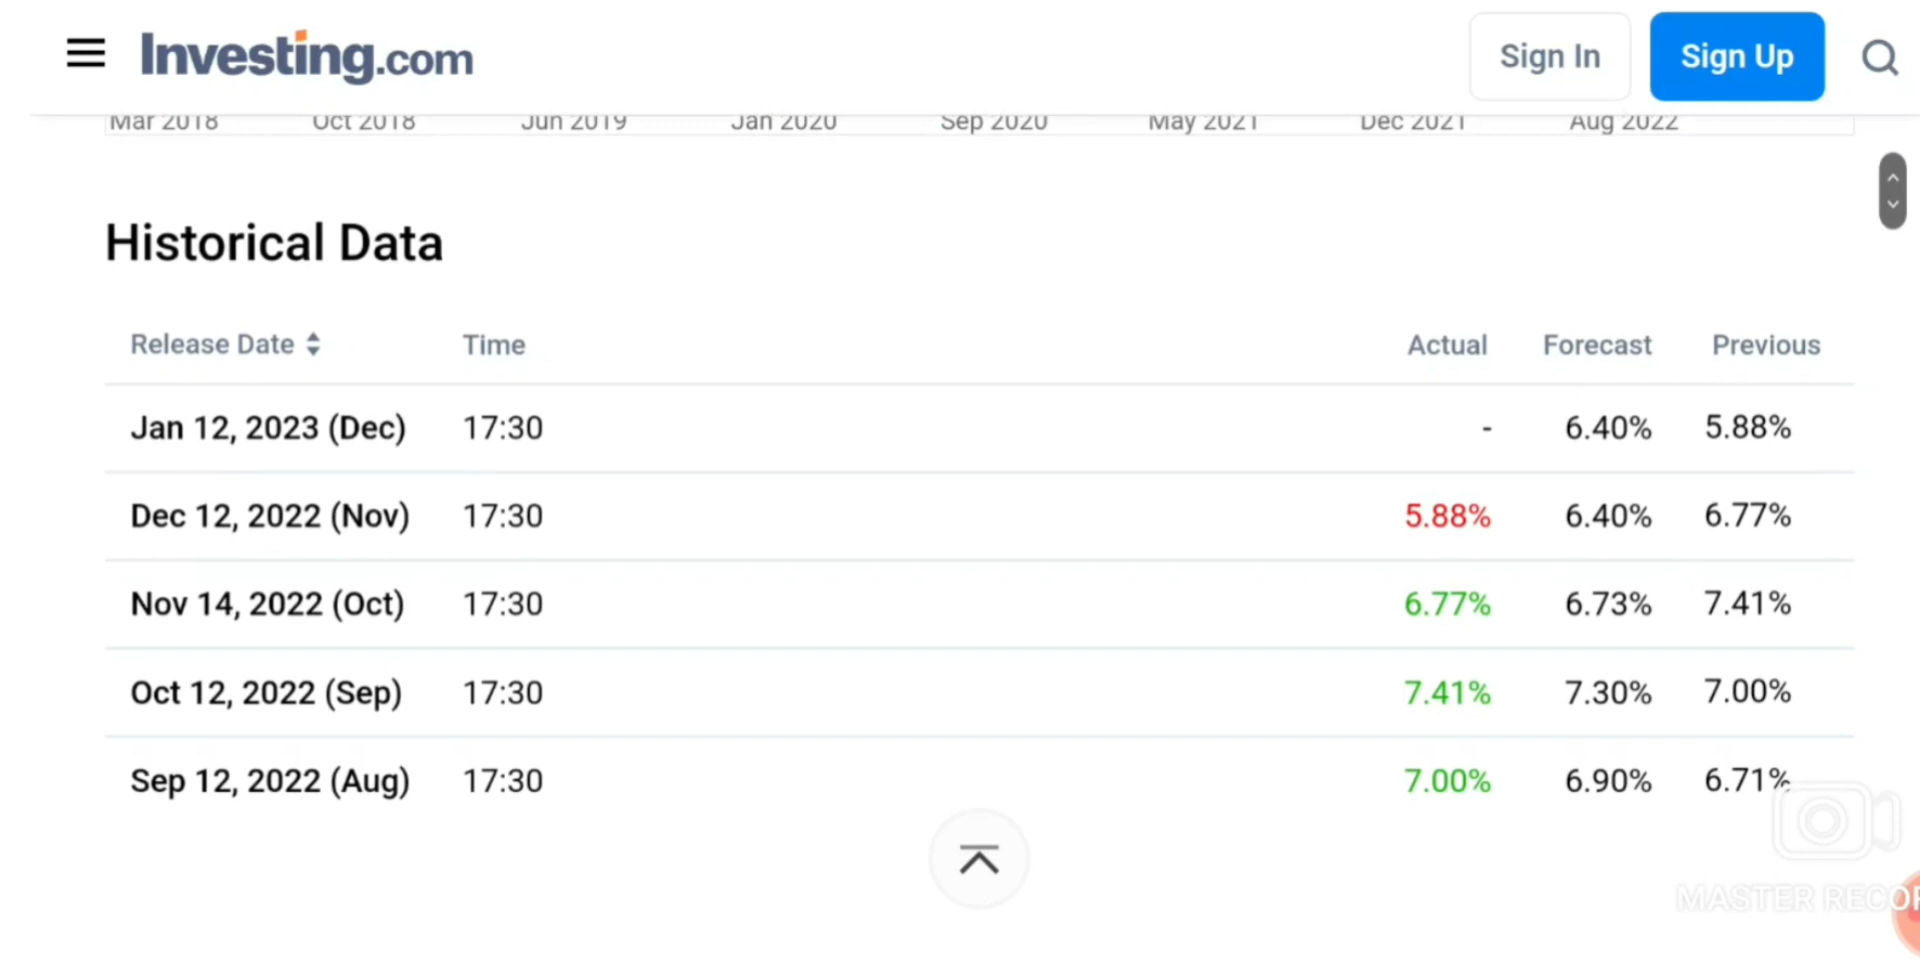 Investing.com
Sign In
Sign Up
Mar 2018 Oct 2018 Jun 2019 Jan 2020 Sep 2020 May 2021 Dec 2021 Aug 2022
Historical Data
Release Date Time Actual Forecast Previous
Jan 12, 2023 (Dec) 17:30 - 6.40% 5.88%
Dec 12, 2022 (Nov) 17:30 5.88% 6.40% 6.77%
Nov 14, 2022 (Oct) 17:30 6.77% 6.73% 7.41%
Oct 12, 2022 (Sep) 17:30 7.41% 7.30% 7.00%
Sep 12, 2022 (Aug) 17:30 7.00% 6.90% 6.71%
MASTER